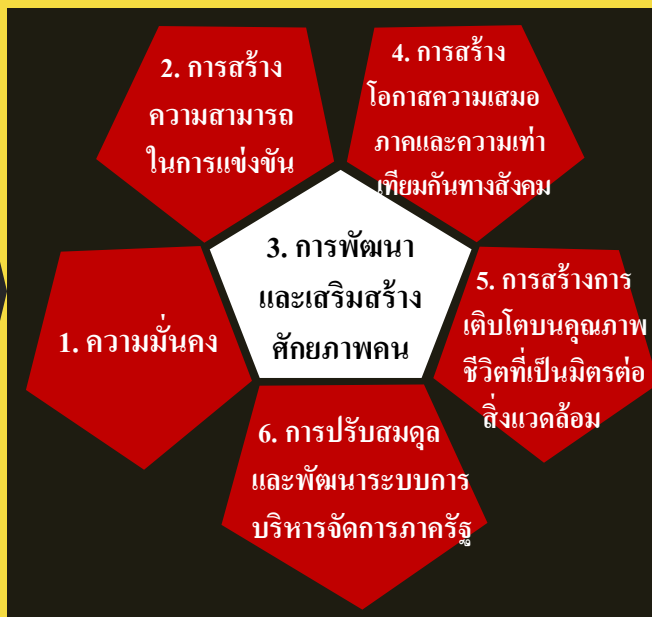 2. การสร้าง
ความสามารถ
ในการแข่งขัน
4. การสร้าง
โอกาสความเสมอ
ภาคและความเท่า
เทียมกันทางสังคม
3. การพัฒนา
และเสริมสร้าง
ศักยภาพคน
1. ความมั่นคง
5. การสร้างการ
เติบโตบนคุณภาพ
ชีวิตที่เป็นมิตรต่อ
สิ่งแวดล้อม
6. การปรับสมดุล
และพัฒนาระบบการ
บริหารจัดการภาครัฐ